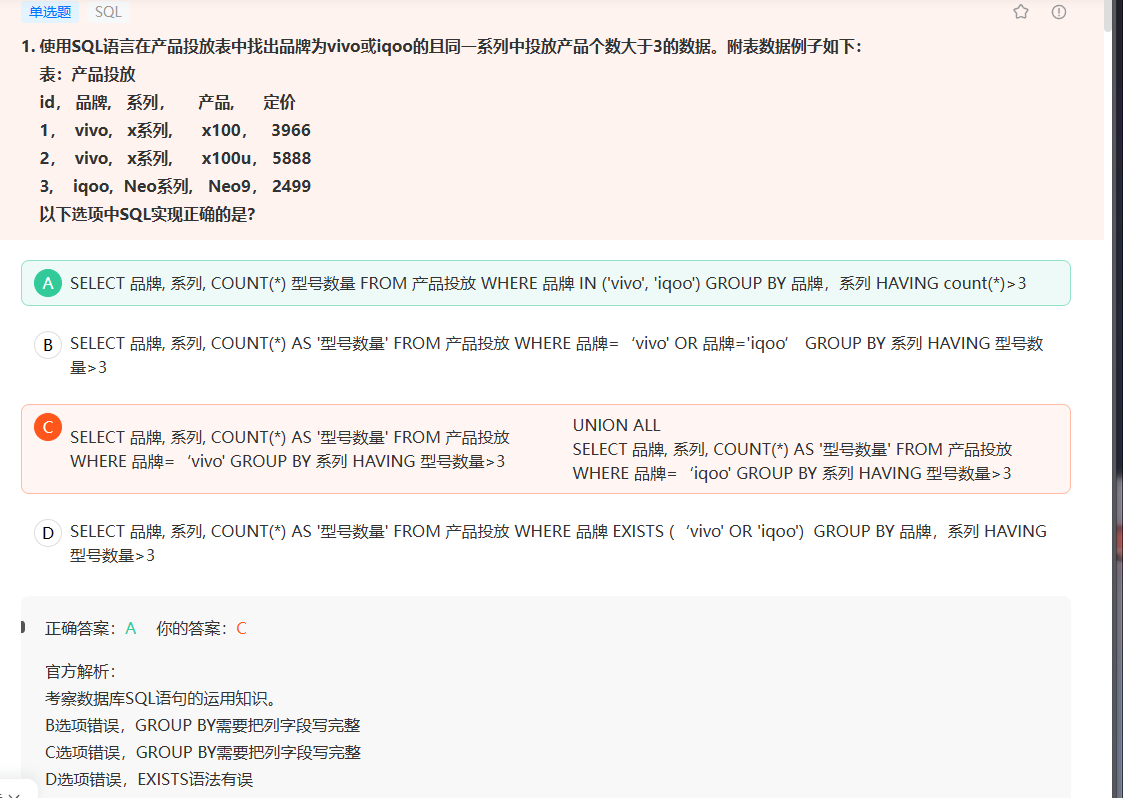 单选题 SQL
1. 使用SQL语言在产品投放表中找出品牌为vivo或iqoo的且同一系列中投放产品个数大于3的数据。附表数据例子如下：
表：产品投放
id， 品牌， 系列， 产品， 定价
1， vivo， x系列， x100， 3966
2， vivo， x系列， x100u， 5888
3， iqoo，Neo系列， Neo9， 2499
以下选项中SQL实现正确的是？
A SELECT 品牌, 系列, COUNT(*) 型号数量 FROM 产品投放 WHERE 品牌 IN ('vivo', 'iqoo') GROUP BY 品牌，系列 HAVING count(*)>3
B SELECT 品牌, 系列, COUNT(*) AS '型号数量' FROM 产品投放 WHERE 品牌=‘vivo' OR 品牌='iqoo’ GROUP BY 系列 HAVING 型号数
量>3
C
SELECT 品牌, 系列, COUNT(*) AS '型号数量' FROM 产品投放
WHERE 品牌=‘vivo' GROUP BY 系列 HAVING 型号数量>3
UNION ALL
SELECT 品牌, 系列, COUNT(*) AS '型号数量' FROM 产品投放
WHERE 品牌=‘iqoo' GROUP BY 系列 HAVING 型号数量>3
D SELECT 品牌, 系列, COUNT(*) AS '型号数量' FROM 产品投放 WHERE 品牌 EXISTS (‘vivo' OR 'iqoo') GROUP BY 品牌，系列 HAVING
型号数量>3
正确答案：A 你的答案：C
官方解析：
考察数据库SQL语句的运用知识。
B选项错误，GROUP BY需要把列字段写完整
C选项错误，GROUP BY需要把列字段写完整
D选项错误，EXISTS语法有误